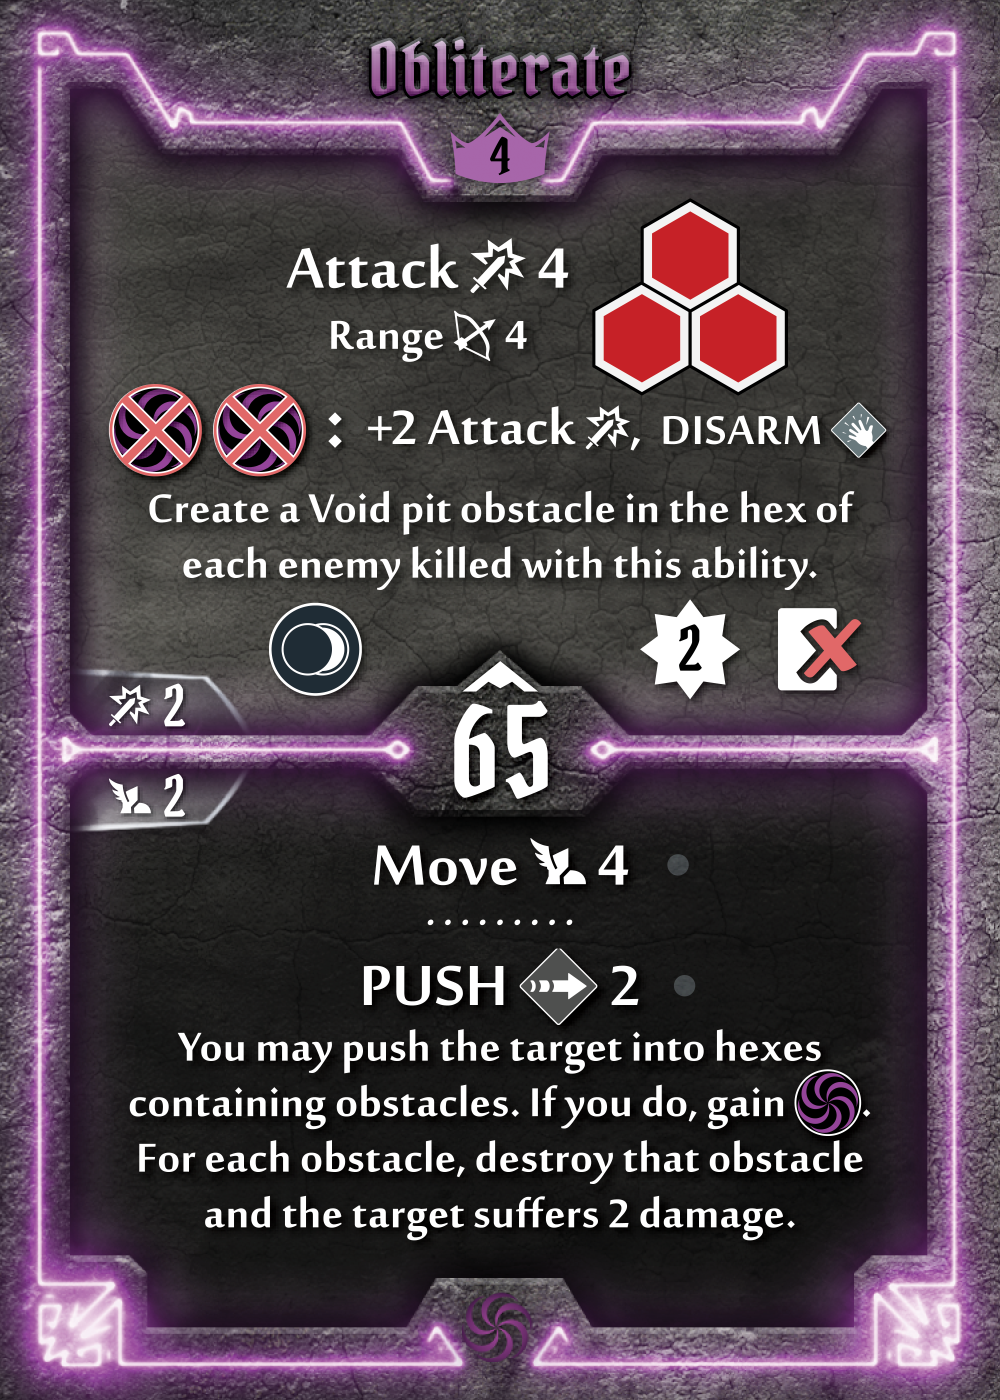 Obliterate
4
Attack 4
Range 4
: +2 Attack , DISARM
Create a Void pit obstacle in the hex of
each enemy killed with this ability.
2
2
65
2
Move 4
.........
PUSH 2
You may push the target into hexes
containing obstacles. If you do, gain .
For each obstacle, destroy that obstacle
and the target suffers 2 damage.